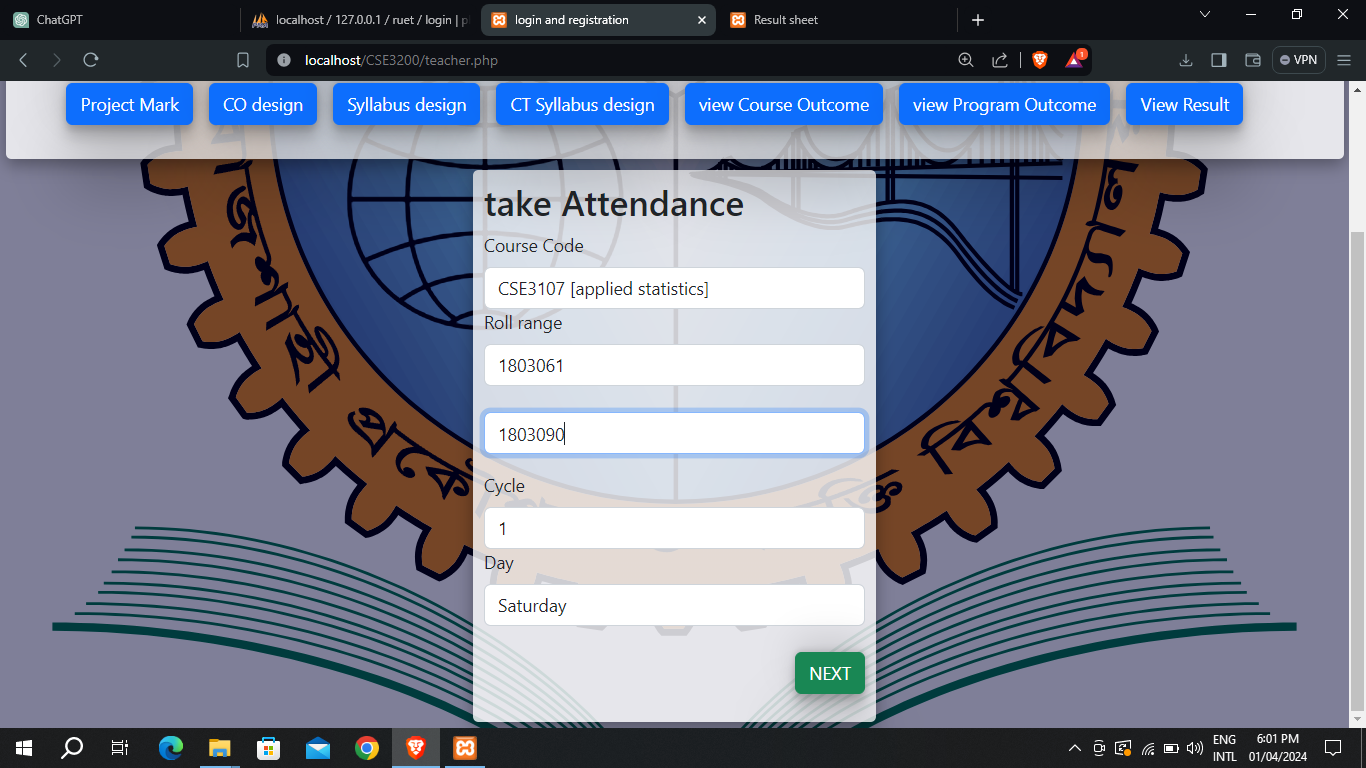 ChatGPT
localhost / 127.0.0.1 / ruet / login | p
login and registration
Result sheet
localhost/CSE3200/teacher.php
1
VPN
Project Mark
CO design
Syllabus design
CT Syllabus design
view Course Outcome
view Program Outcome
View Result
take Attendance
Course Code
CSE3107 [applied statistics]
Roll range
1803061
1803090
Cycle
1
Day
Saturday
NEXT
ENG
INTL
6:01 PM
01/04/2024